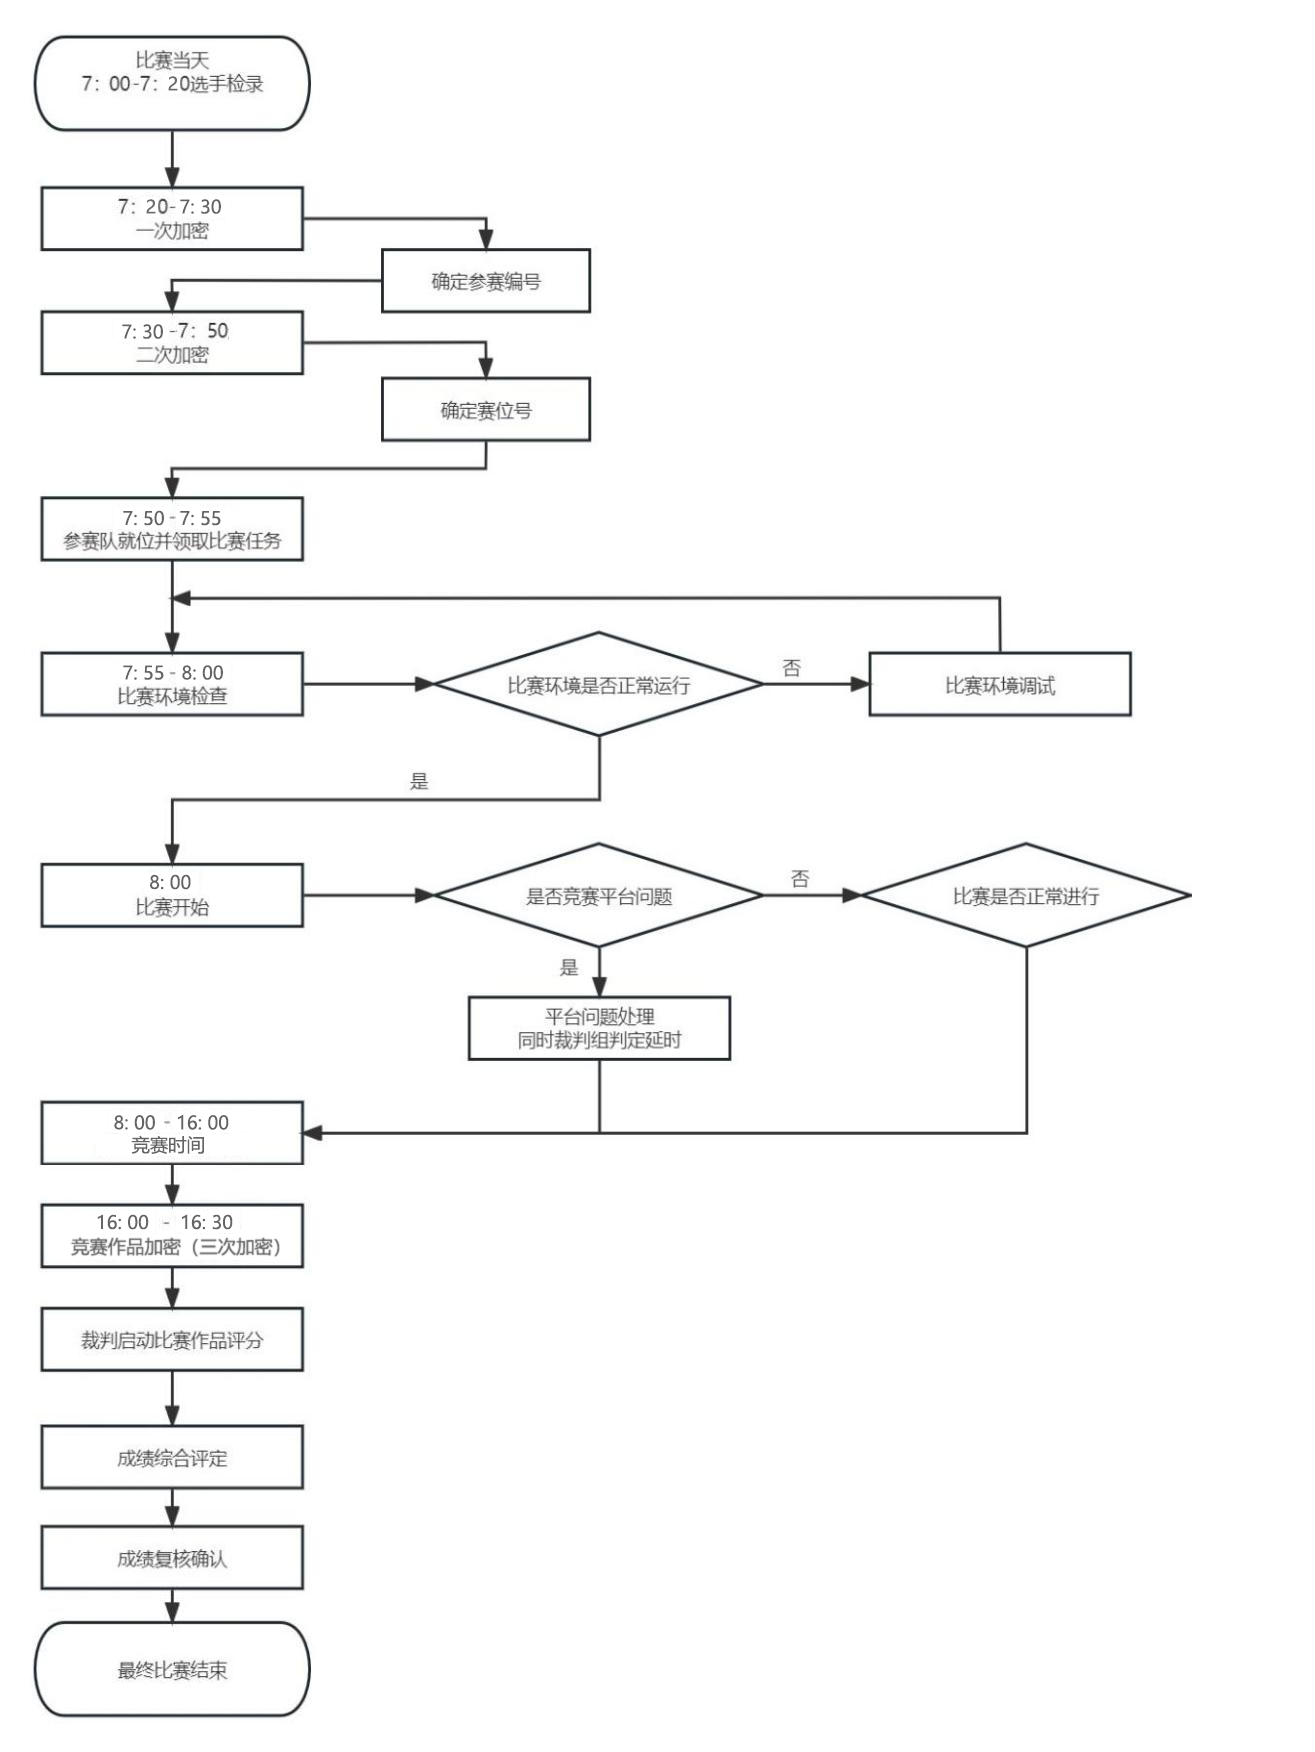 比赛当天
7：00-7：20选手检录
7：20-7:30
一次加密
确定参赛编号
7:30-7：50
二次加密
确定赛位号
7:50-7:55
参赛队就位并领取比赛任务
7:55-8:00
比赛环境检查
比赛环境是否正常运行
否
比赛环境调试
是
8:00
比赛开始
是否竞赛平台问题
否
比赛是否正常进行
是
平台问题处理
同时裁判组判定延时
8:00-16:00
竞赛时间
16:00 - 16:30
竞赛作品加密（三次加密）
裁判启动比赛作品评分
成绩综合评定
成绩复核确认
最终比赛结束